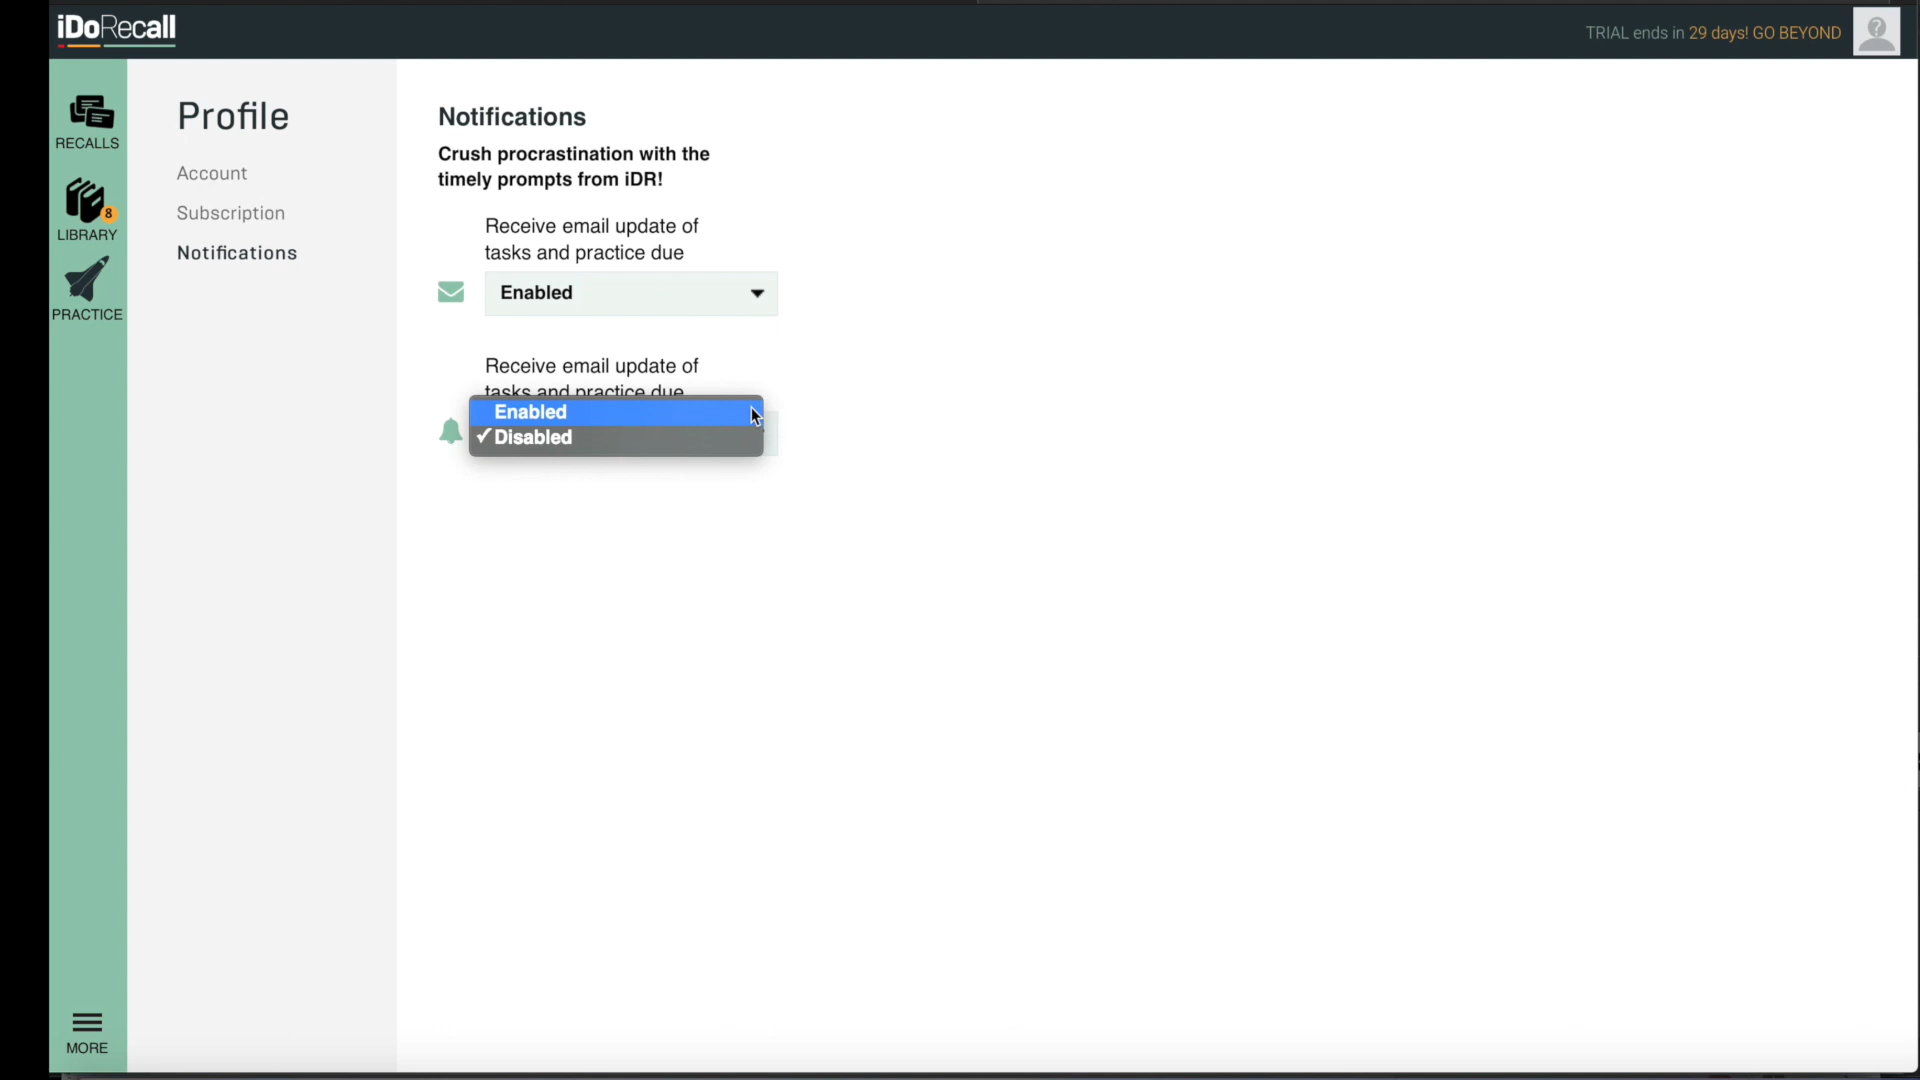 iDoRecall
TRIAL ends in 29 days! GO BEYOND
RECALLS
8
LIBRARY
PRACTICE
MORE
Profile
Account
Subscription
Notifications
Notifications
Crush procrastination with the
timely prompts from iDR!
Receive email update of
tasks and practice due
Enabled
Receive email update of
tasks and practice due
Enabled
✓Disabled